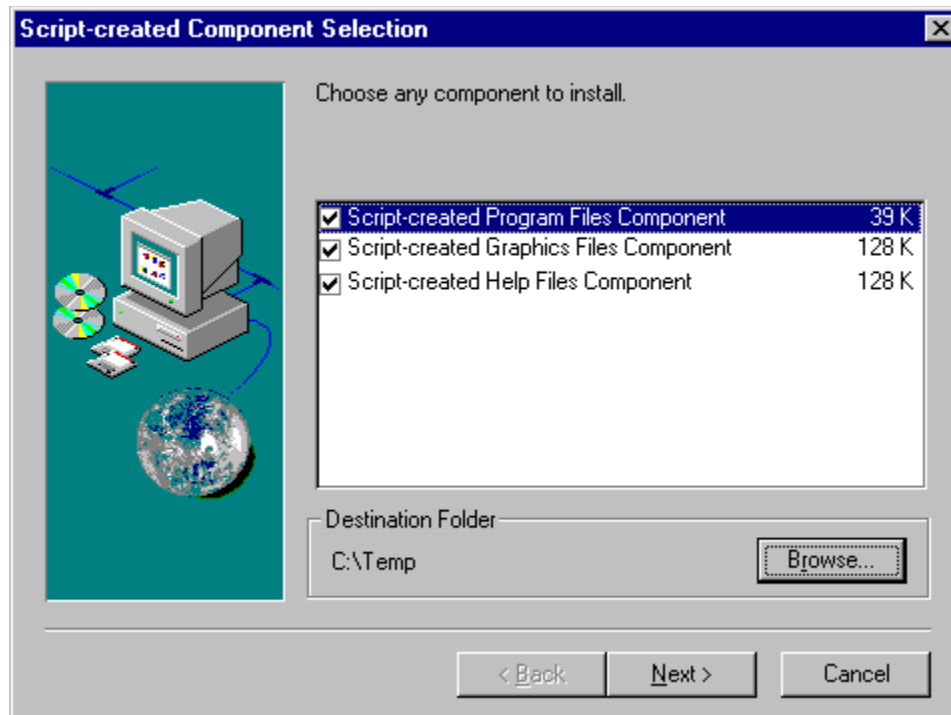 Script-created Component Selection
Choose any component to install.
Script-created Program Files Component 39 K
Script-created Graphics Files Component 128 K
Script-created Help Files Component 128 K
Destination Folder
C:\Temp Browse...
< Back Next > Cancel